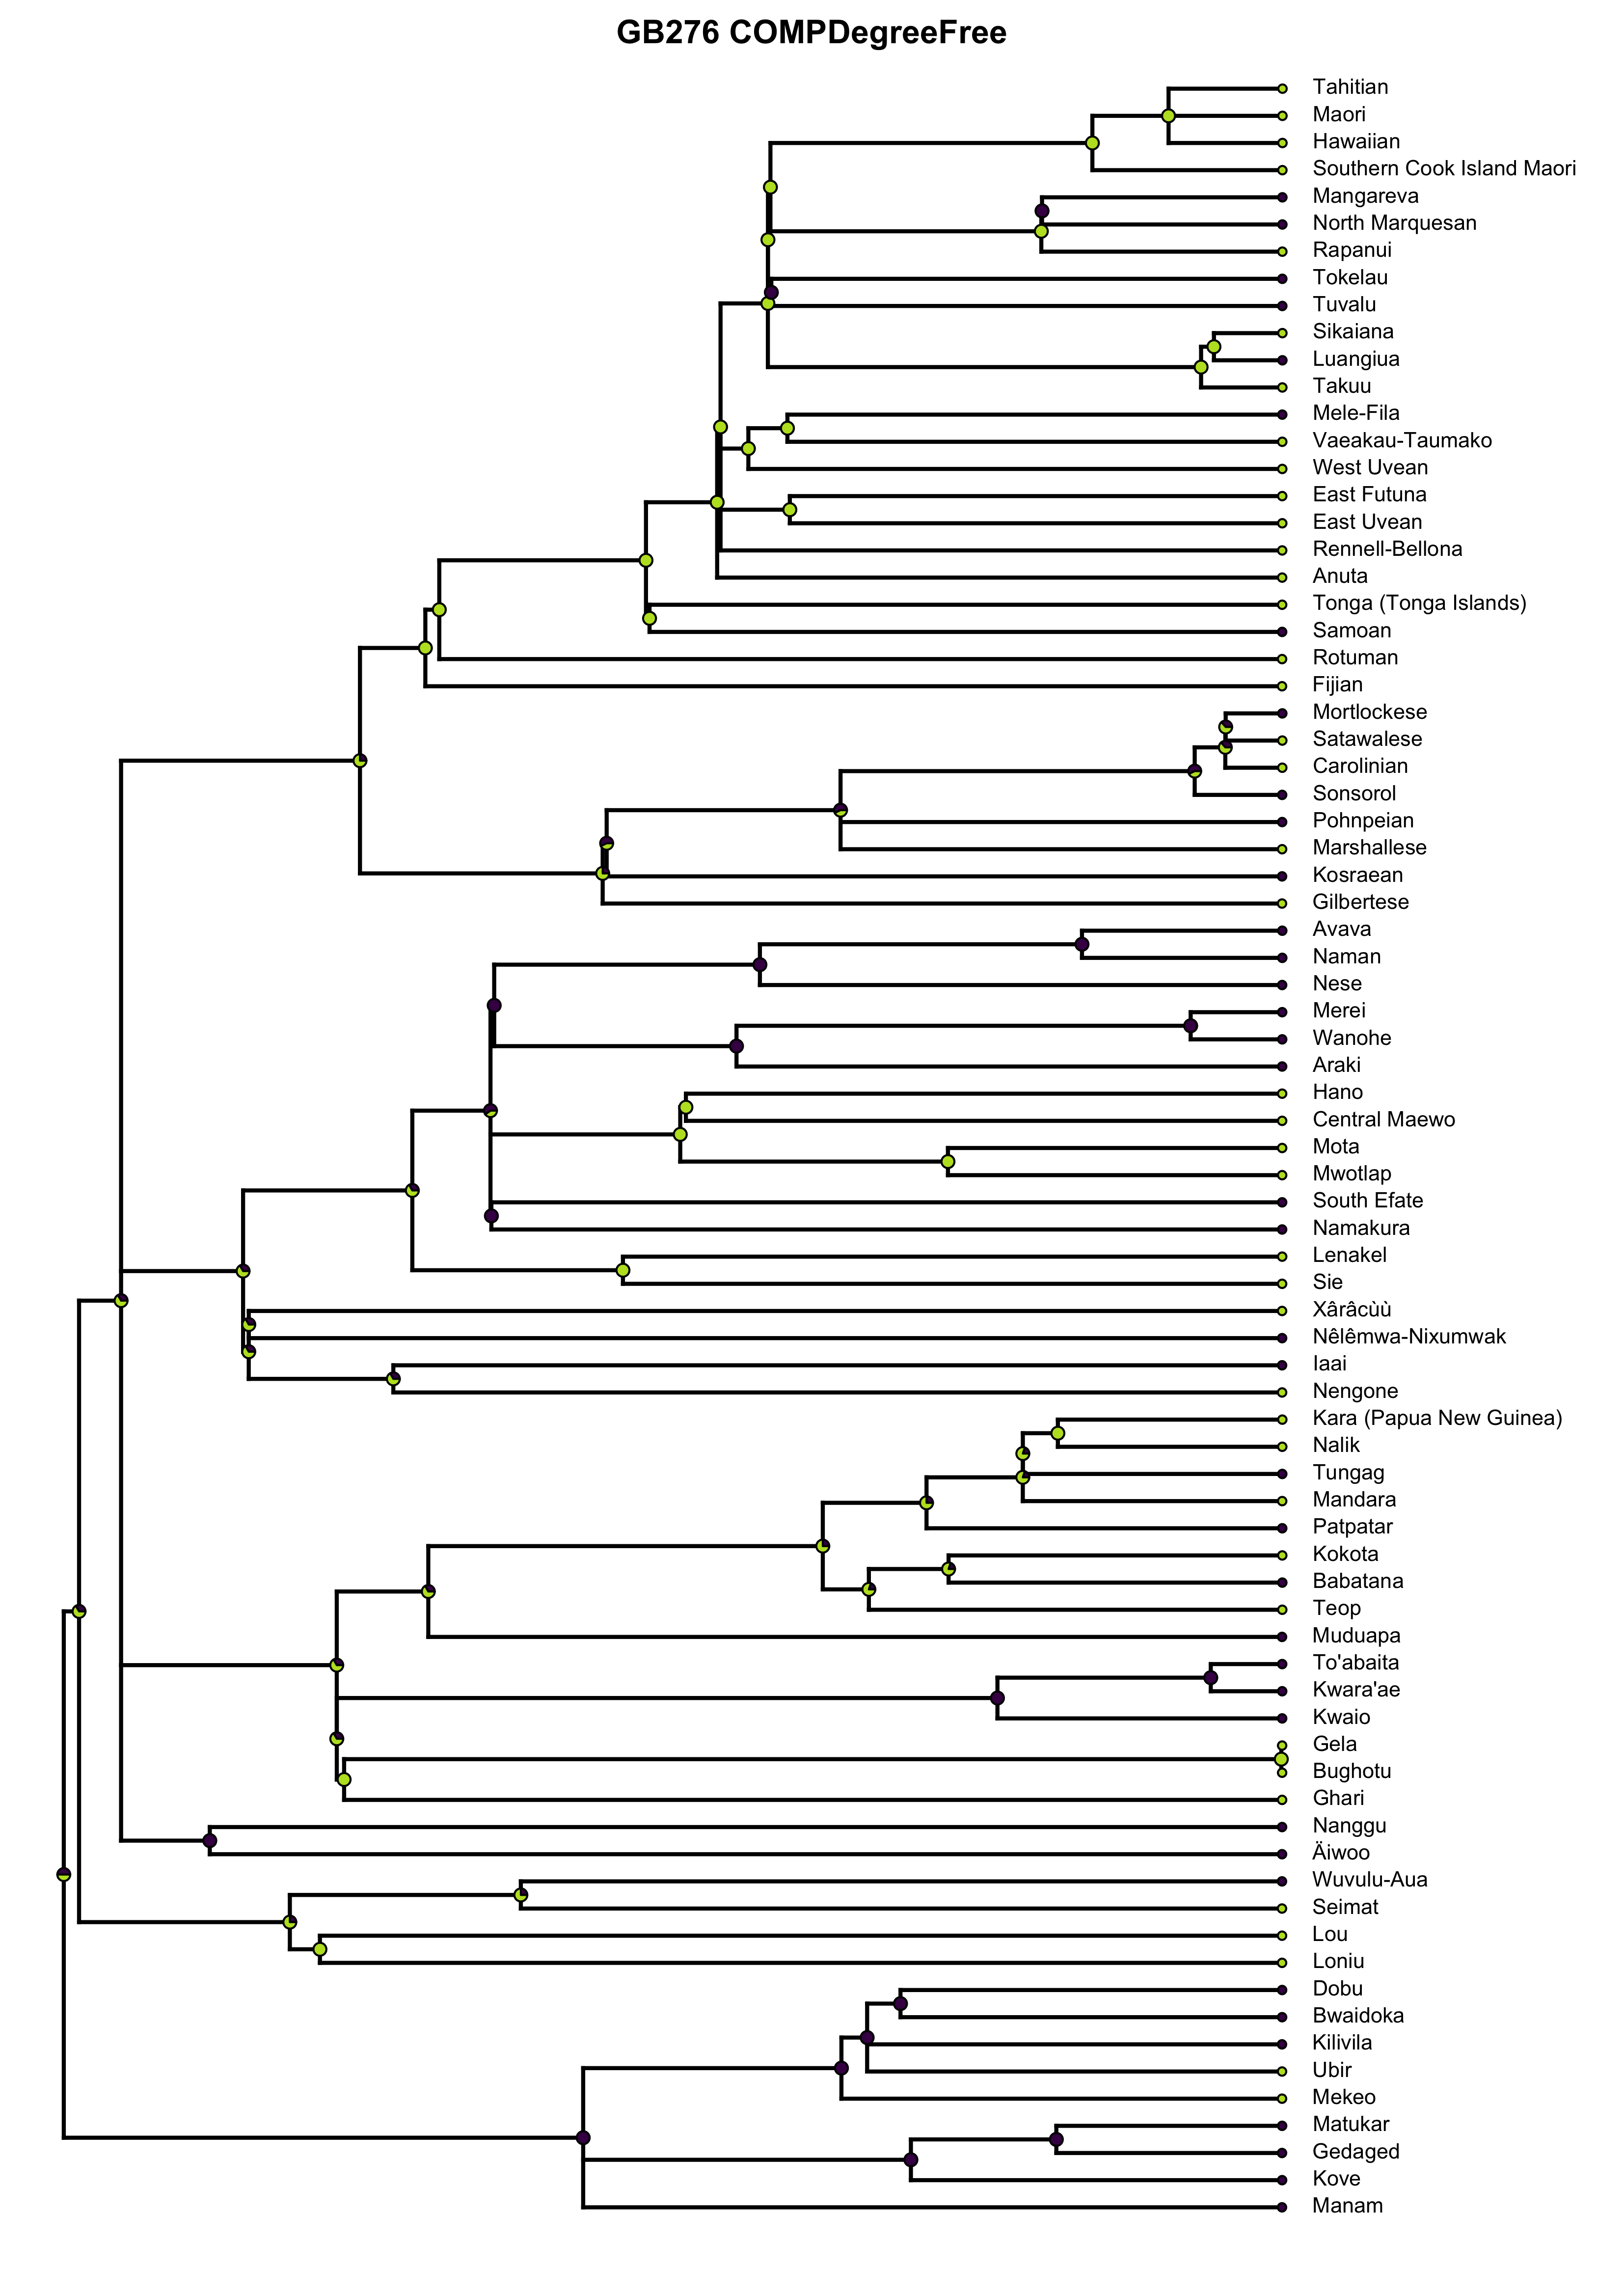 GB276 COMPDegreeFree
Tahitian
Maori
Hawaiian
Southern Cook Island Maori
Mangareva
North Marquesan
Rapanui
Tokelau
Tuvalu
Sikaiana
Luangiua
Takuu
Mele-Fila
Vaeakau-Taumako
West Uvean
East Futuna
East Uvean
Rennell-Bellona
Anuta
Tonga (Tonga Islands)
Samoan
Rotuman
Fijian
Mortlockese
Satawalese
Carolinian
Sonsorol
Pohnpeian
Marshallese
Kosraean
Gilbertese
Avava
Naman
Nese
Merei
Wanohe
Araki
Hano
Central Maewo
Mota
Mwotlap
South Efate
Namakura
Lenakel
Sie
Xârâcùù
Nêlêmwa-Nixumwak
Iaai
Nengone
Kara (Papua New Guinea)
Nalik
Tungag
Mandara
Patpatar
Kokota
Babatana
Teop
Muduapa
To'abaita
Kwara'ae
Kwaio
Gela
Bughotu
Ghari
Nanggu
Äiwoo
Wuvulu-Aua
Seimat
Lou
Loniu
Dobu
Bwaidoka
Kilivila
Ubir
Mekeo
Matukar
Gedaged
Kove
Manam